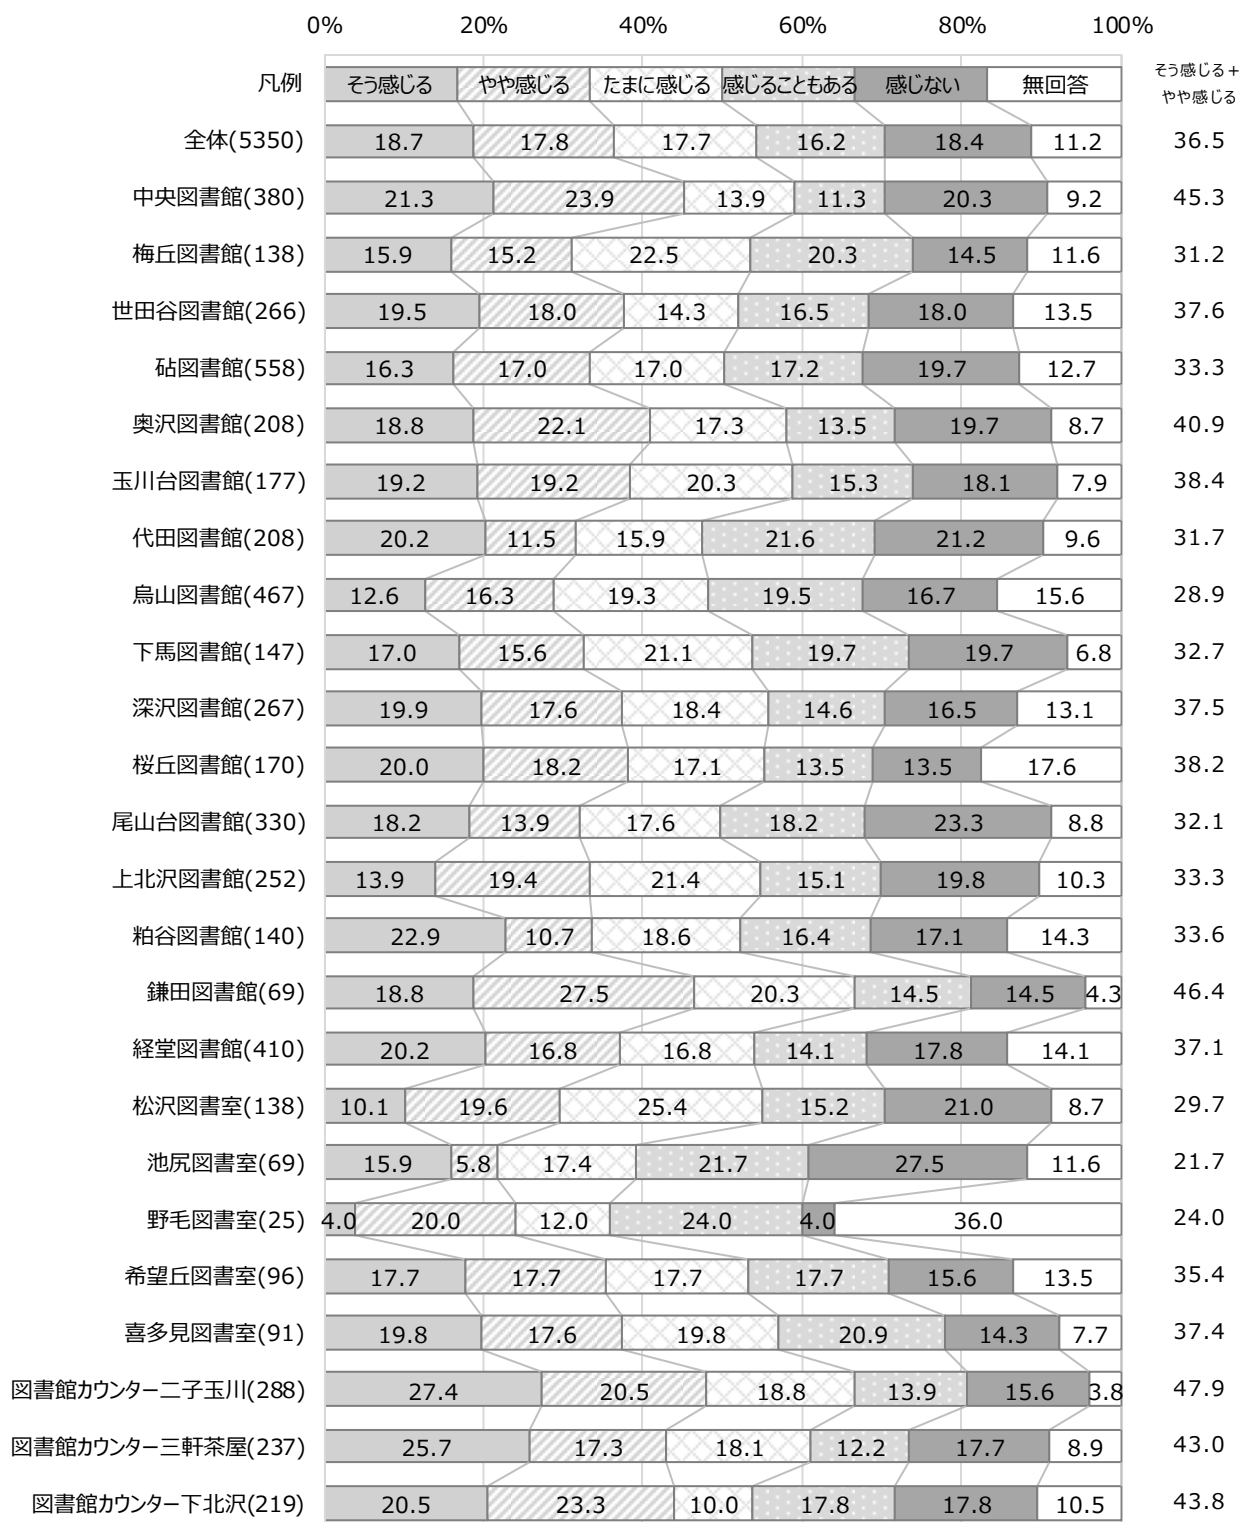 0% 20% 40% 60% 80% 100%
そう感じる+
やや感じる
凡例 そう感じる やや感じる たまに感じる 感じることもある 感じない 無回答
全体(5350) 18.7 17.8 17.7 16.2 18.4 11.2 36.5
中央図書館(380) 21.3 23.9 13.9 11.3 20.3 9.2 45.3
梅丘図書館(138) 15.9 15.2 22.5 20.3 14.5 11.6 31.2
世田谷図書館(266) 19.5 18.0 14.3 16.5 18.0 13.5 37.6
砧図書館(558) 16.3 17.0 17.0 17.2 19.7 12.7 33.3
奥沢図書館(208) 18.8 22.1 17.3 13.5 19.7 8.7 40.9
玉川台図書館(177) 19.2 19.2 20.3 15.3 18.1 7.9 38.4
代田図書館(208) 20.2 11.5 15.9 21.6 21.2 9.6 31.7
烏山図書館(467) 12.6 16.3 19.3 19.5 16.7 15.6 28.9
下馬図書館(147) 17.0 15.6 21.1 19.7 19.7 6.8 32.7
深沢図書館(267) 19.9 17.6 18.4 14.6 16.5 13.1 37.5
桜丘図書館(170) 20.0 18.2 17.1 13.5 13.5 17.6 38.2
尾山台図書館(330) 18.2 13.9 17.6 18.2 23.3 8.8 32.1
上北沢図書館(252) 13.9 19.4 21.4 15.1 19.8 10.3 33.3
粕谷図書館(140) 22.9 10.7 18.6 16.4 17.1 14.3 33.6
鎌田図書館(69) 18.8 27.5 20.3 14.5 14.5 4.3 46.4
経堂図書館(410) 20.2 16.8 16.8 14.1 17.8 14.1 37.1
松沢図書室(138) 10.1 19.6 25.4 15.2 21.0 8.7 29.7
池尻図書室(69) 15.9 5.8 17.4 21.7 27.5 11.6 21.7
野毛図書室(25) 4.0 20.0 12.0 24.0 4.0 36.0 24.0
希望丘図書室(96) 17.7 17.7 17.7 17.7 15.6 13.5 35.4
喜多見図書室(91) 19.8 17.6 19.8 20.9 14.3 7.7 37.4
図書館カウンター二子玉川(288) 27.4 20.5 18.8 13.9 15.6 3.8 47.9
図書館カウンター三軒茶屋(237) 25.7 17.3 18.1 12.2 17.7 8.9 43.0
図書館カウンター下北沢(219) 20.5 23.3 10.0 17.8 17.8 10.5 43.8